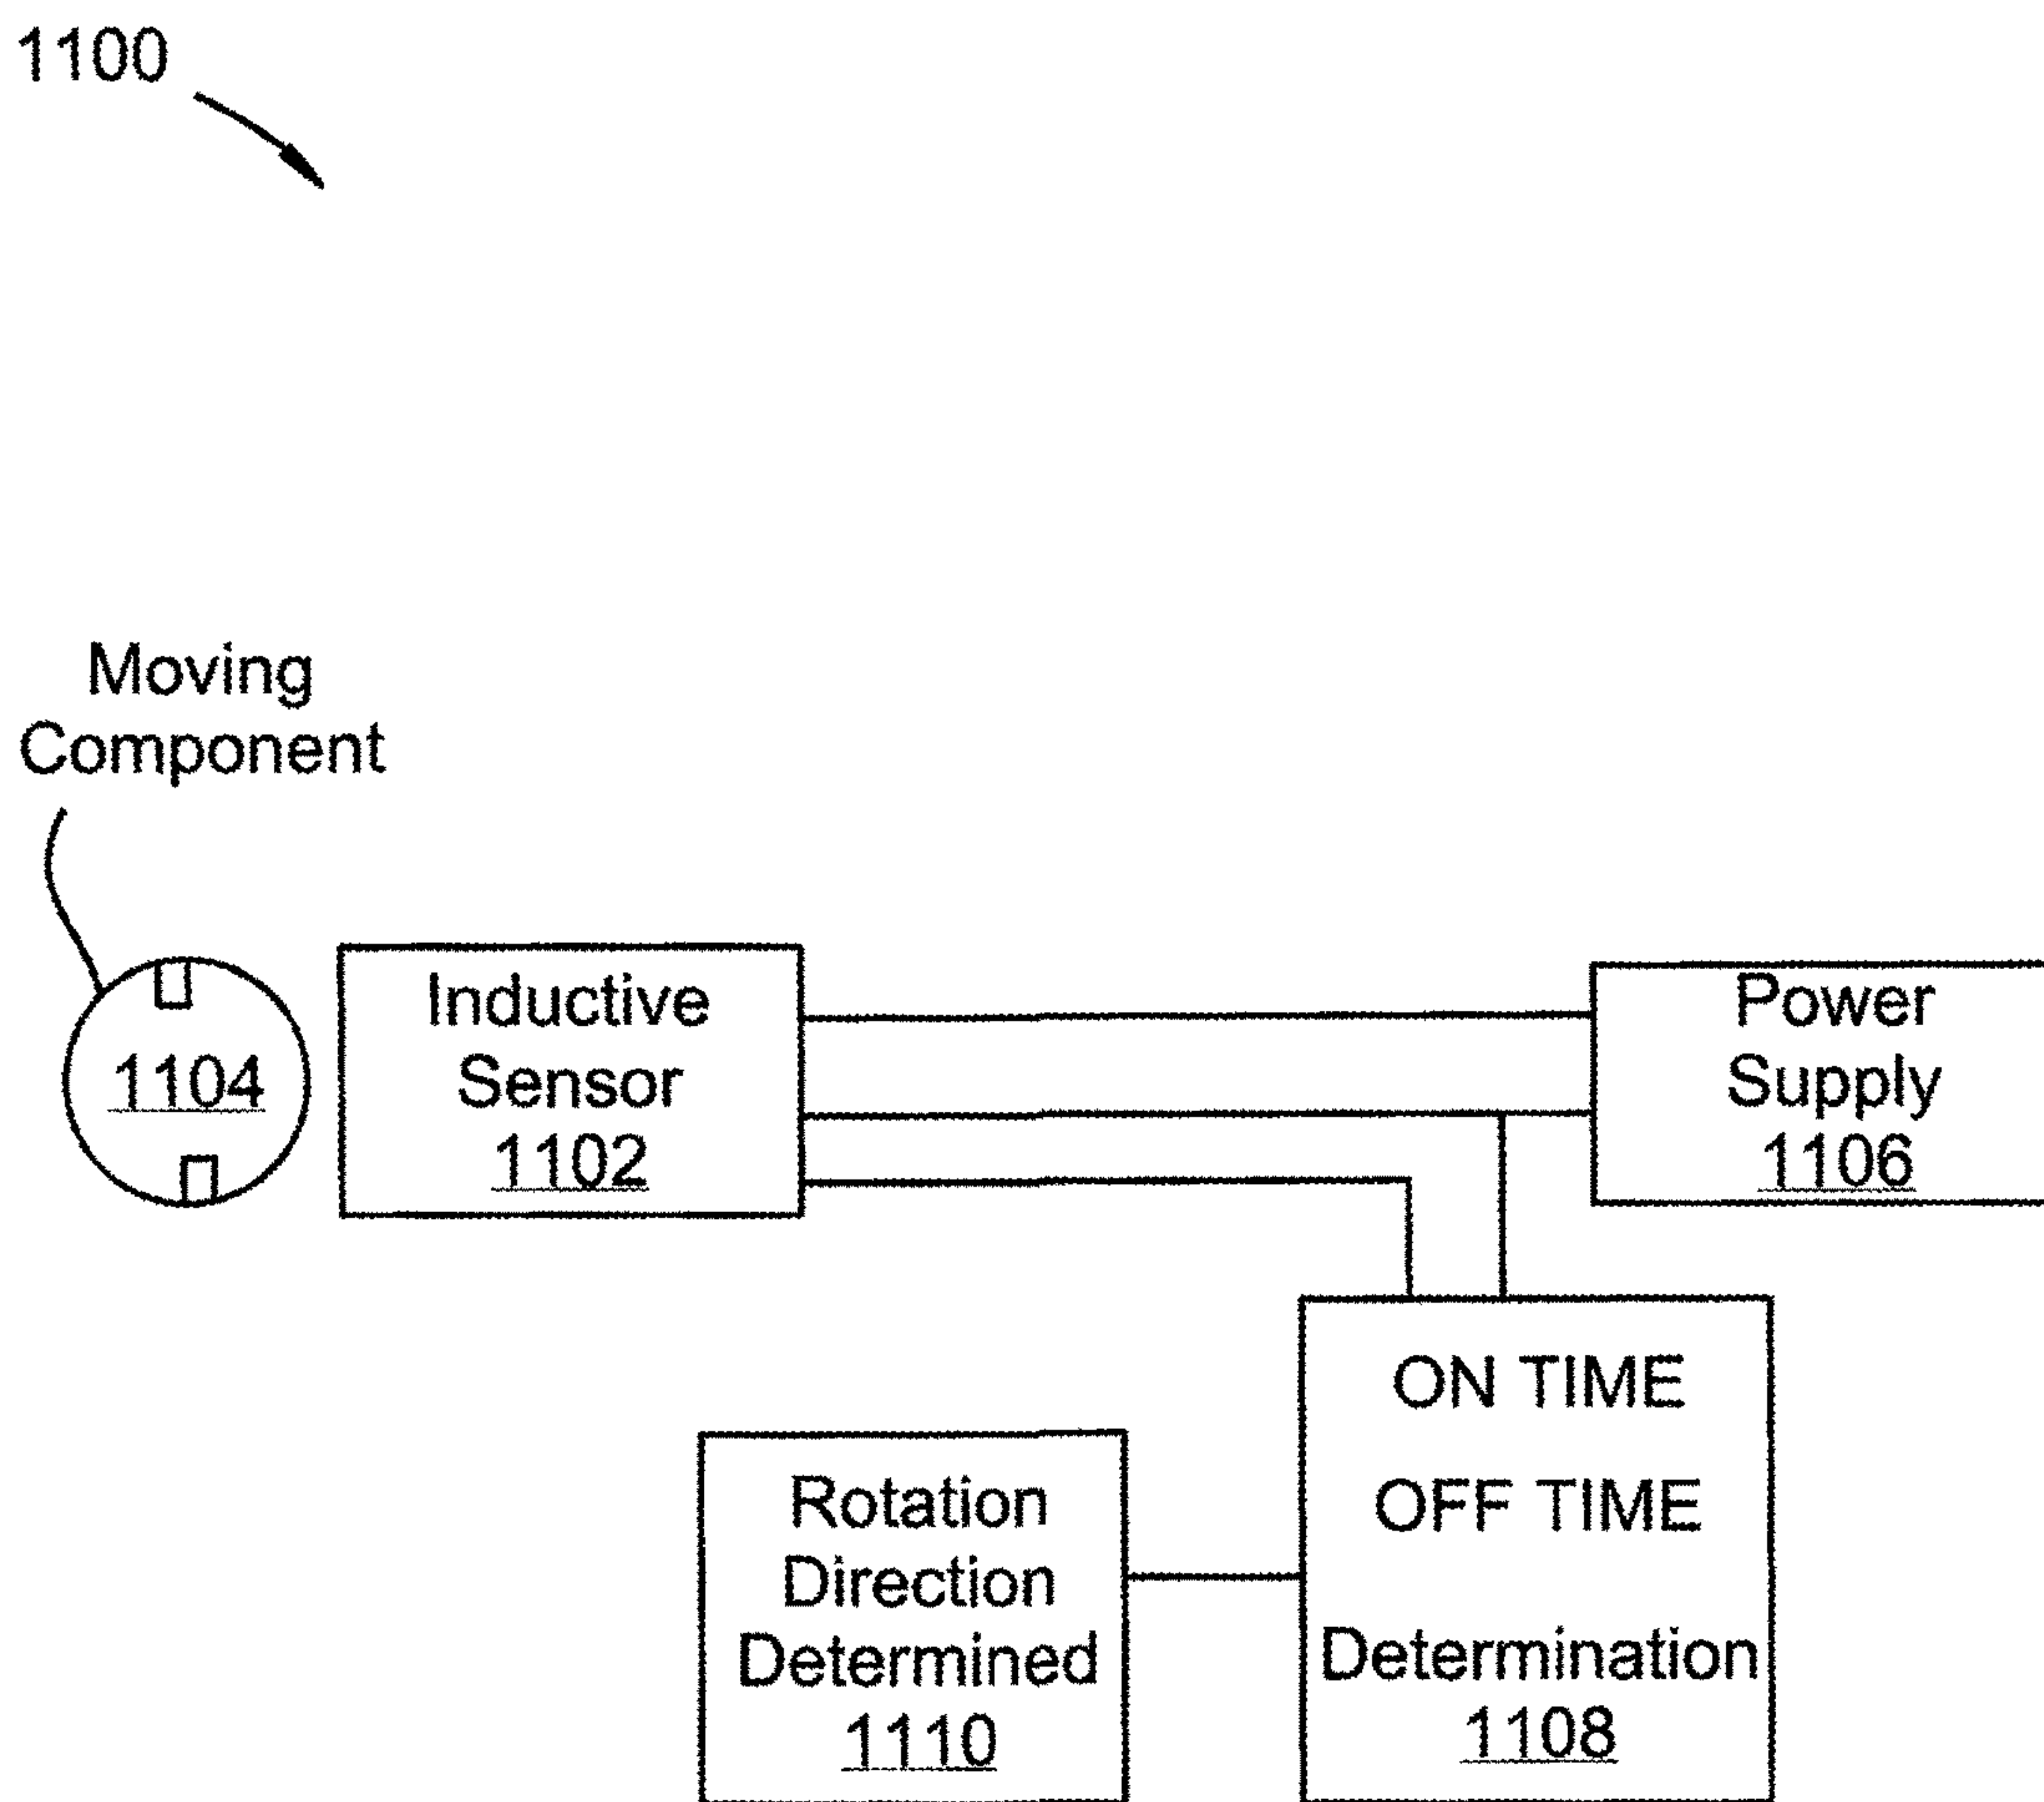 1100
Moving
Component
1104
Inductive
Sensor
1102
Power
Supply
1106
ON TIME
OFF TIME
Determination
1108
Rotation
Direction
Determined
1110